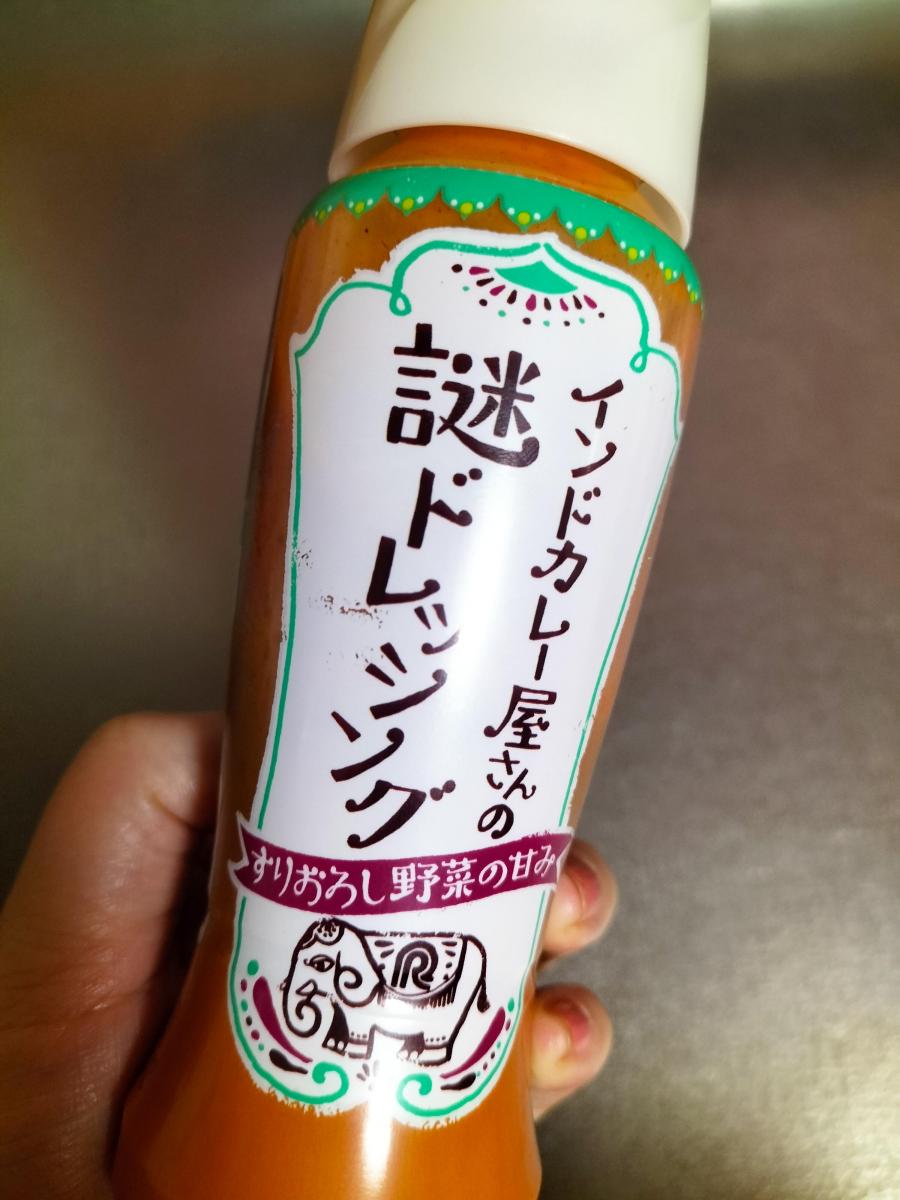 インドカレー屋さんの
謎ドレッシング
すりおろし野菜の甘み
R